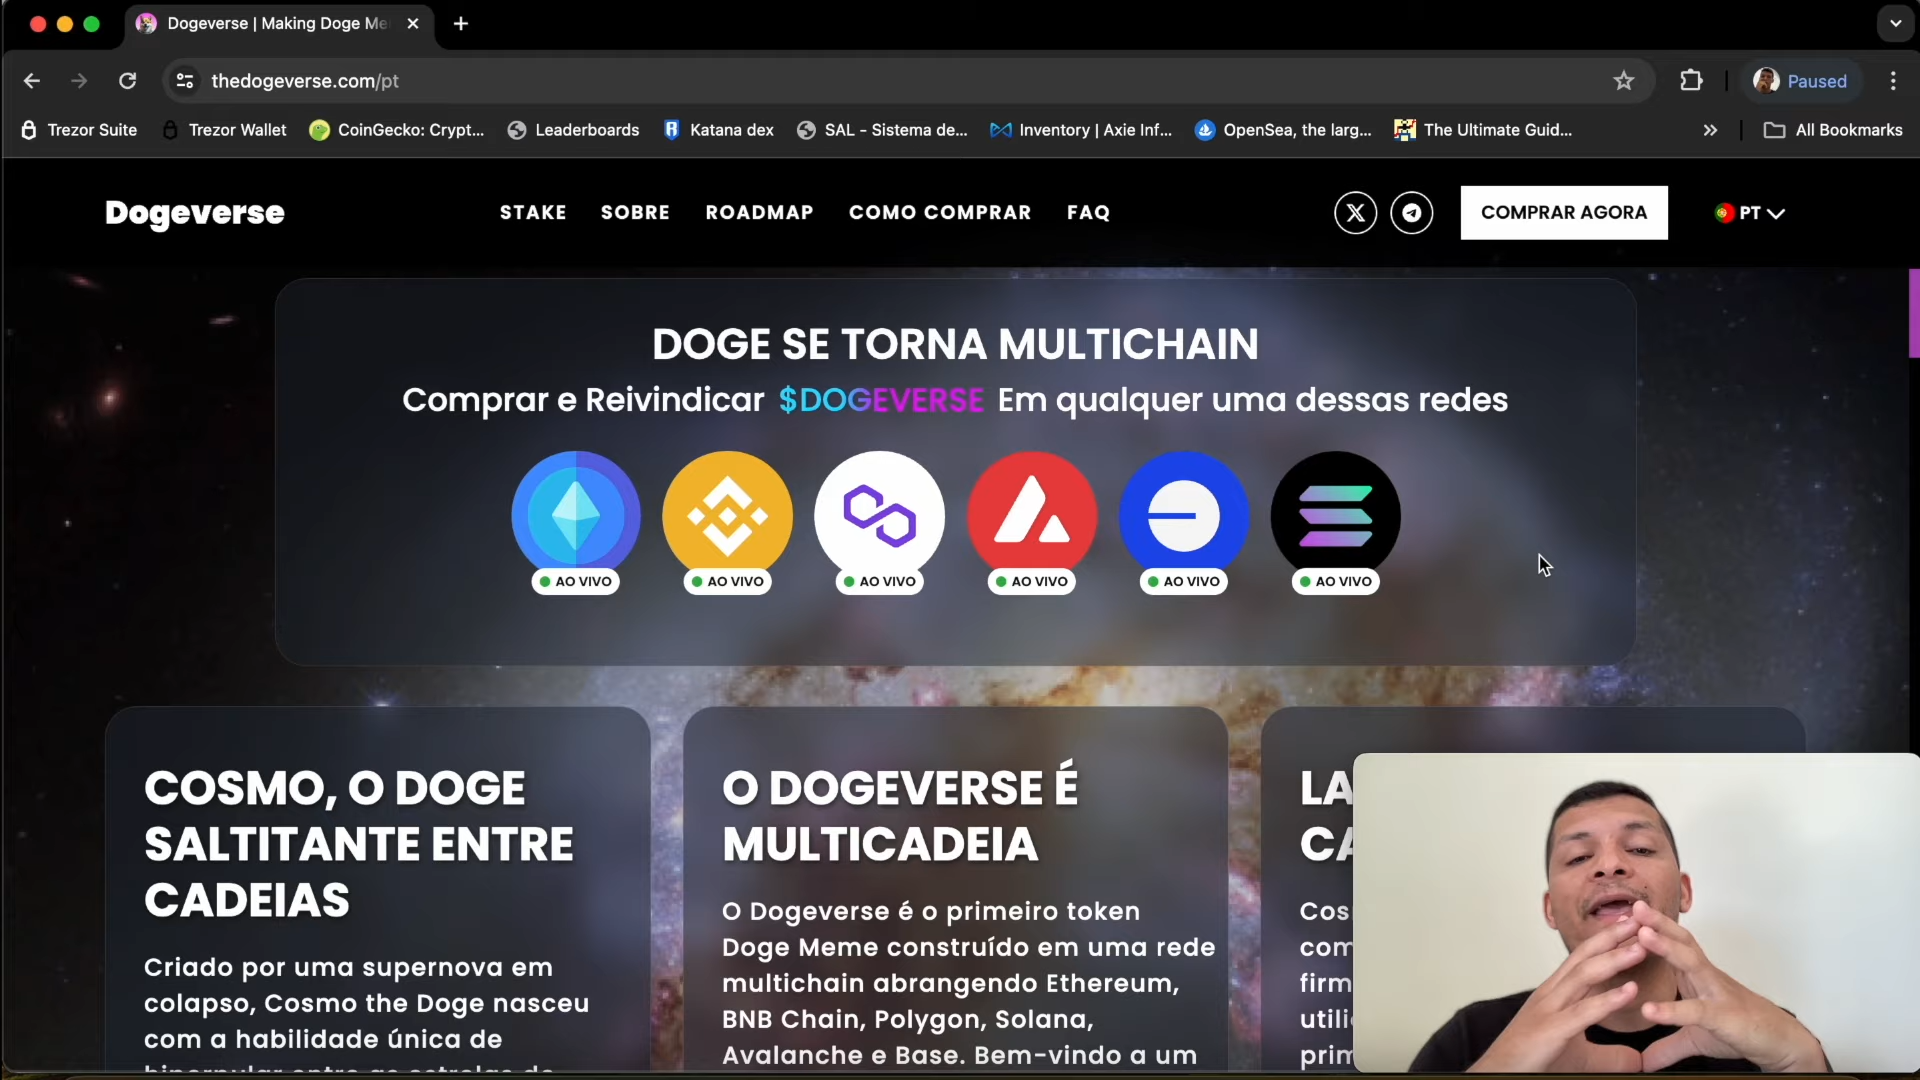 Dogeverse | Making Doge Me
thedogeverse.com/pt
Paused
Trezor Suite
Trezor Wallet
CoinGecko: Crypt...
Leaderboards
Katana dex
SAL - Sistema de...
Inventory | Axie Inf...
OpenSea, the larg...
The Ultimate Guid...
All Bookmarks
Dogeverse
STAKE
SOBRE
ROADMAP
COMO COMPRAR
FAQ
COMPRAR AGORA
PT
DOGE SE TORNA MULTICHAIN
Comprar e Reivindicar $DOGEVERSE Em qualquer uma dessas redes
AO VIVO
AO VIVO
AO VIVO
AO VIVO
AO VIVO
AO VIVO
COSMO, O DOGE
SALTITANTE ENTRE
CADEIAS
Criado por uma supernova em
colapso, Cosmo the Doge nasceu
com a habilidade única de
O DOGEVERSE É
MULTICADEIA
O Dogeverse é o primeiro token
Doge Meme construído em uma rede
multichain abrangendo Ethereum,
BNB Chain, Polygon, Solana,
Avalanche e Base. Bem-vindo a um
LA
CA
Cos
com
firm
utili
prim